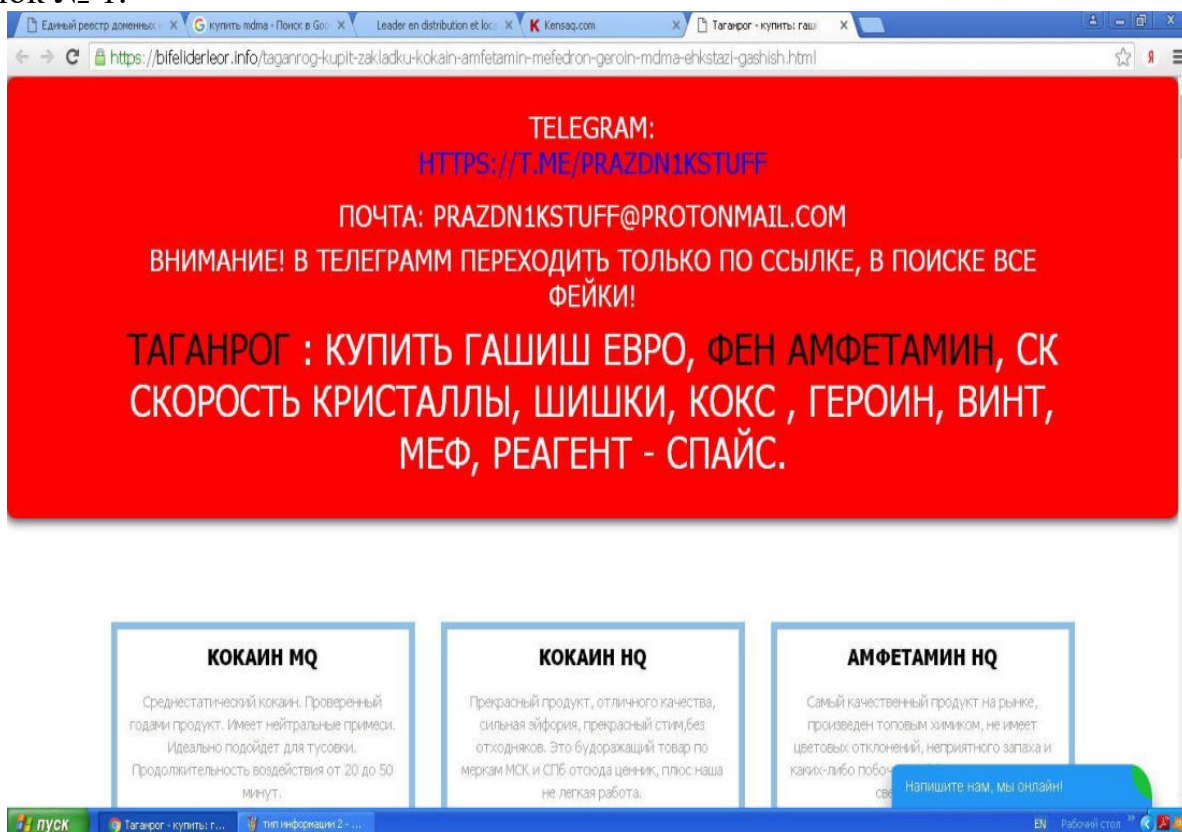 Единый реестр доменных
купить mdma - Поиск в Goo
Leader en distribution et loc
Kensaq.com
Таганрог - купить: гаш
https://bifeliderleor.info/taganrog-kupit-zakladku-kokain-amfetamin-mefedron-geroin-mdma-ehkstazi-gashish.html
TELEGRAM:
HTTPS://T.ME/PRAZDN1KSTUFF
ПОЧТА: PRAZDN1KSTUFF@PROTONMAIL.COM
ВНИМАНИЕ! В ТЕЛЕГРАММ ПЕРЕХОДИТЬ ТОЛЬКО ПО ССЫЛКЕ, В ПОИСКЕ ВСЕ
ФЕЙКИ!
ТАГАНРОГ : КУПИТЬ ГАШИШ ЕВРО, ФЕН АМФЕТАМИН, СК
СКОРОСТЬ КРИСТАЛЛЫ, ШИШКИ, КОКС , ГЕРОИН, ВИНТ,
МЕФ, РЕАГЕНТ - СПАЙС.
КОКАИН MQ
Среднестатический кокаин. Проверенный
годами продукт. Имеет нейтральные примеси.
Идеально подойдет для тусовки.
Продолжительность воздействия от 20 до 50
минут.
КОКАИН HQ
Прекрасный продукт, отличного качества,
сильная эйфория, прекрасный стим,без
отходняков. Это будоражащий товар по
меркам МСК и СПБ отсюда ценник, плюс наша
не легкая работа.
АМФЕТАМИН HQ
Самый качественный продукт на рынке,
произведен топовым химиком, не имеет
цветовых отклонений, неприятного запаха и
каких-либо побоч
све
Напишите нам, мы онлайн!
пуск
Таганрог - купить: г...
тип информации 2 - ...
EN
Рабочий стол